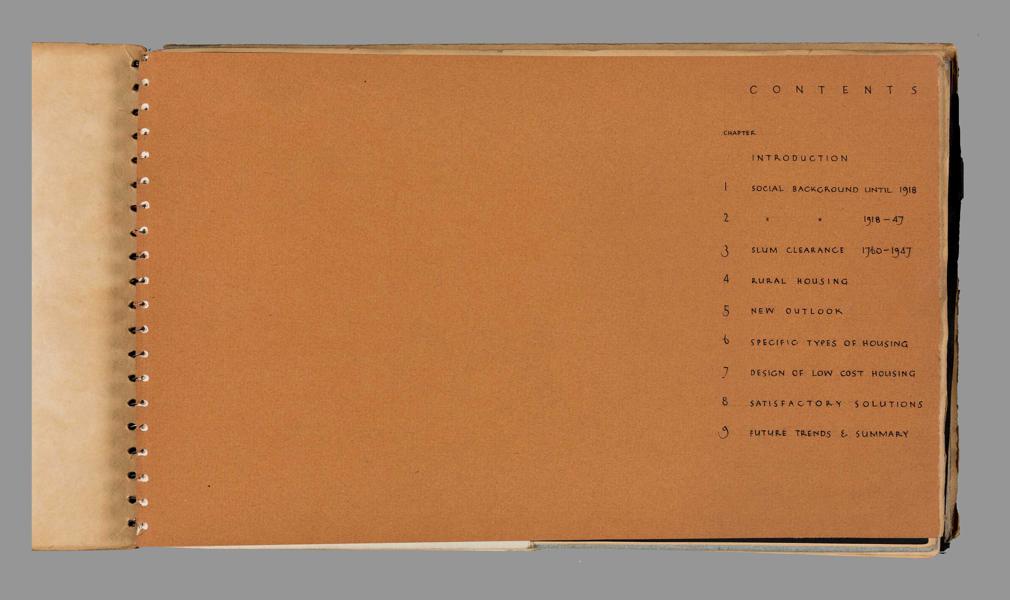 CONTENTS
CHAPTER
INTRODUCTION
1 SOCIAL BACKGROUND UNTIL 1918
2 " " 1918-47
3 SLUM CLEARANCE 1760-1947
4 RURAL HOUSING
5 NEW OUTLOOK
6 SPECIFIC TYPES OF HOUSING
7 DESIGN OF LOW COST HOUSING
8 SATISFACTORY SOLUTIONS
9 FUTURE TRENDS & SUMMARY